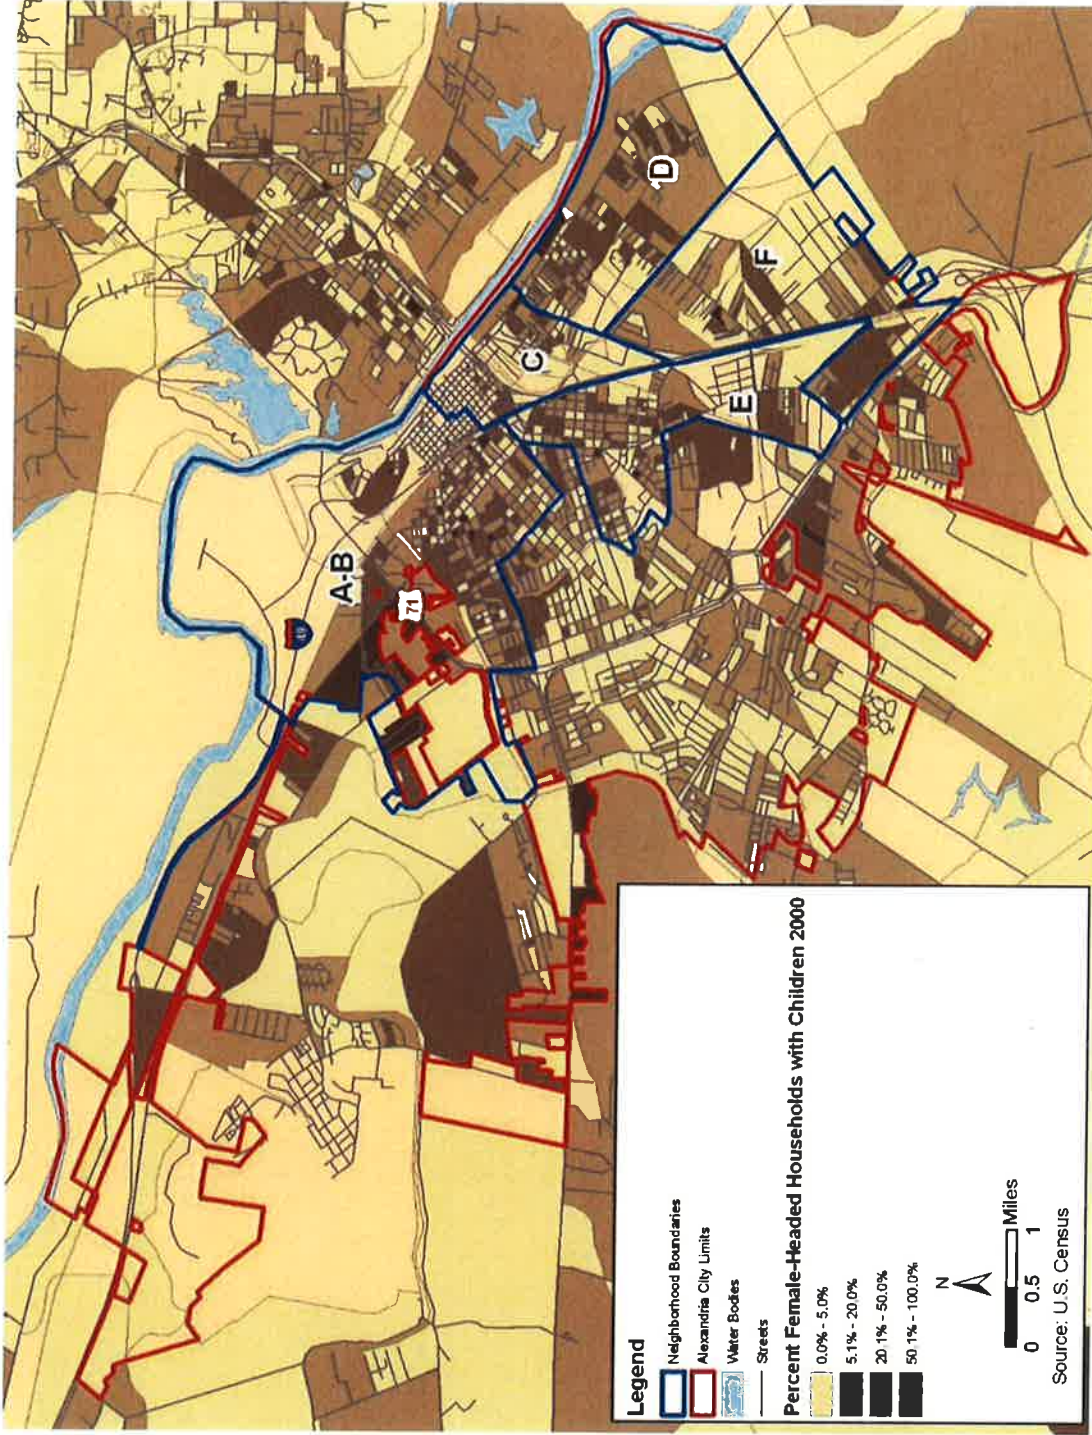 A-B
71
C
D
E
F
Legend
Neighborhood Boundaries
Alexandria City Limits
Water Bodies
Streets
Percent Female-Headed Households with Children 2000
0.0% - 5.0%
5.1% - 20.0%
20.1% - 50.0%
50.1% - 100.0%
N
Miles
0 0.5 1
Source: U.S. Census